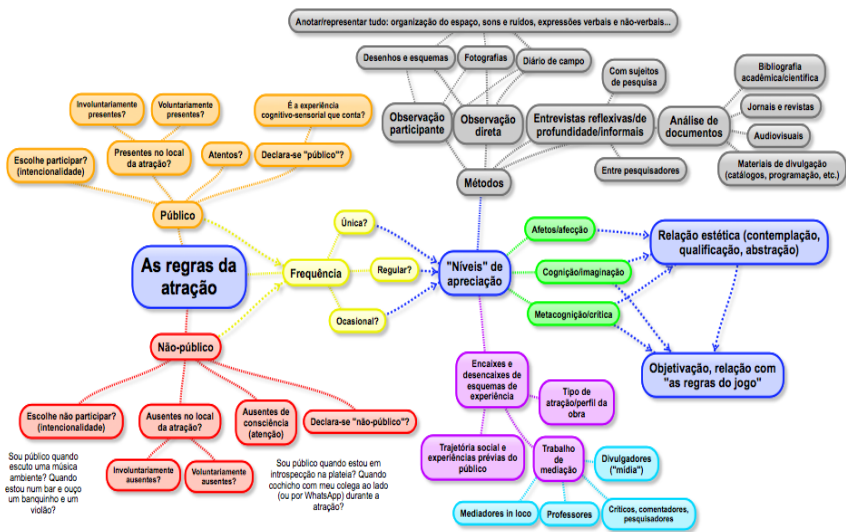 Anotar/representar tudo: organização do espaço, sons e ruídos, expressões verbais e não-verbais...
Desenhos e esquemas
Fotografias
Diário de campo
Com sujeitos
de pesquisa
Bibliografia
acadêmica/científica
Jornais e revistas
Audiovisuais
Materiais de divulgação
(catálogos, programação, etc.)
Observação
participante
Observação
direta
Entrevistas reflexivas/de
profundidade/informais
Análise de
documentos
Entre pesquisadores
Métodos
Involuntariamente
presentes?
Voluntariamente
presentes?
É a experiência
cognitivo-sensorial que conta?
Escolhe participar?
(intencionalidade)
Presentes no local
da atração?
Atentos?
Declara-se "público"?
Público
As regras da
atração
Frequência
Única?
Regular?
Ocasional?
"Níveis" de
apreciação
Afetos/afecção
Cognição/imaginação
Metacognição/crítica
Relação estética (contemplação,
qualificação, abstração)
Objetivação, relação com
"as regras do jogo"
Não-público
Escolhe não participar?
(intencionalidade)
Ausentes no local
da atração?
Ausentes de
consciência
(atenção)
Declara-se "não-público"?
Involuntariamente
ausentes?
Voluntariamente
ausentes?
Sou público quando
escuto uma música
ambiente? Quando
estou num bar e ouço
um banquinho e um
violão?
Sou público quando estou em
introspecção na plateia? Quando
cochicho com meu colega ao lado
(ou por WhatsApp) durante a
atração?
Encaixes e
desencaixes de
esquemas de
experiência
Tipo de
atração/perfil da
obra
Trajetória social e
experiências prévias do
público
Trabalho de
mediação
Divulgadores
("mídia")
Mediadores in loco
Professores
Críticos, comentadores,
pesquisadores